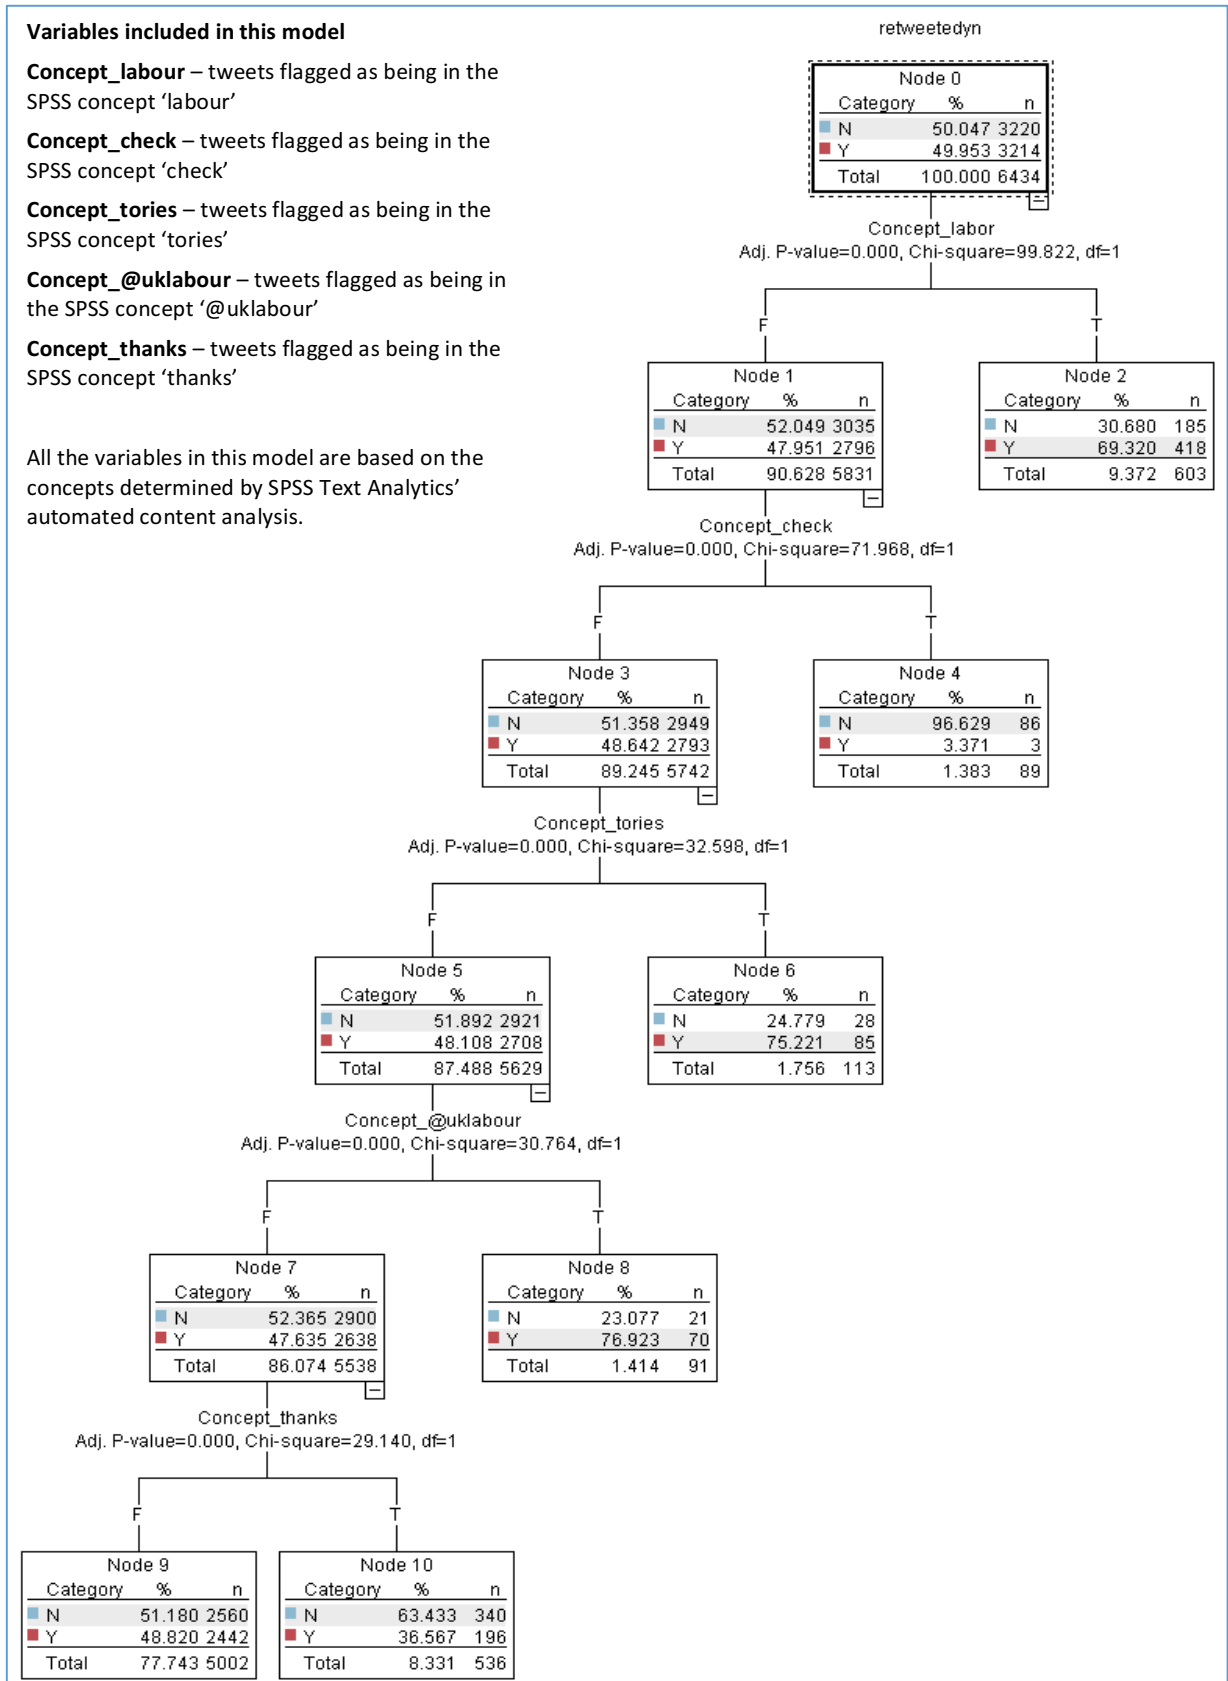 Variables included in this model
Concept_labour – tweets flagged as being in the
SPSS concept ‘labour’
Concept_check – tweets flagged as being in the
SPSS concept ‘check’
Concept_tories – tweets flagged as being in the
SPSS concept ‘tories’
Concept_@uklabour – tweets flagged as being in
the SPSS concept ‘@uklabour’
Concept_thanks – tweets flagged as being in the
SPSS concept ‘thanks’
All the variables in this model are based on the
concepts determined by SPSS Text Analytics’
automated content analysis.
retweetedyn
Node 0
Category % n
N 50.047 3220
Y 49.953 3214
Total 100.000 6434
Concept_labor
Adj. P-value=0.000, Chi-square=99.822, df=1
F
T
Node 1
Category % n
N 52.049 3035
Y 47.951 2796
Total 90.628 5831
Node 2
Category % n
N 30.680 185
Y 69.320 418
Total 9.372 603
Concept_check
Adj. P-value=0.000, Chi-square=71.968, df=1
F
T
Node 3
Category % n
N 51.358 2949
Y 48.642 2793
Total 89.245 5742
Node 4
Category % n
N 96.629 86
Y 3.371 3
Total 1.383 89
Concept_tories
Adj. P-value=0.000, Chi-square=32.598, df=1
F
T
Node 5
Category % n
N 51.892 2921
Y 48.108 2708
Total 87.488 5629
Node 6
Category % n
N 24.779 28
Y 75.221 85
Total 1.756 113
Concept_@uklabour
Adj. P-value=0.000, Chi-square=30.764, df=1
F
T
Node 7
Category % n
N 52.365 2900
Y 47.635 2638
Total 86.074 5538
Node 8
Category % n
N 23.077 21
Y 76.923 70
Total 1.414 91
Concept_thanks
Adj. P-value=0.000, Chi-square=29.140, df=1
F
T
Node 9
Category % n
N 51.180 2560
Y 48.820 2442
Total 77.743 5002
Node 10
Category % n
N 63.433 340
Y 36.567 196
Total 8.331 536